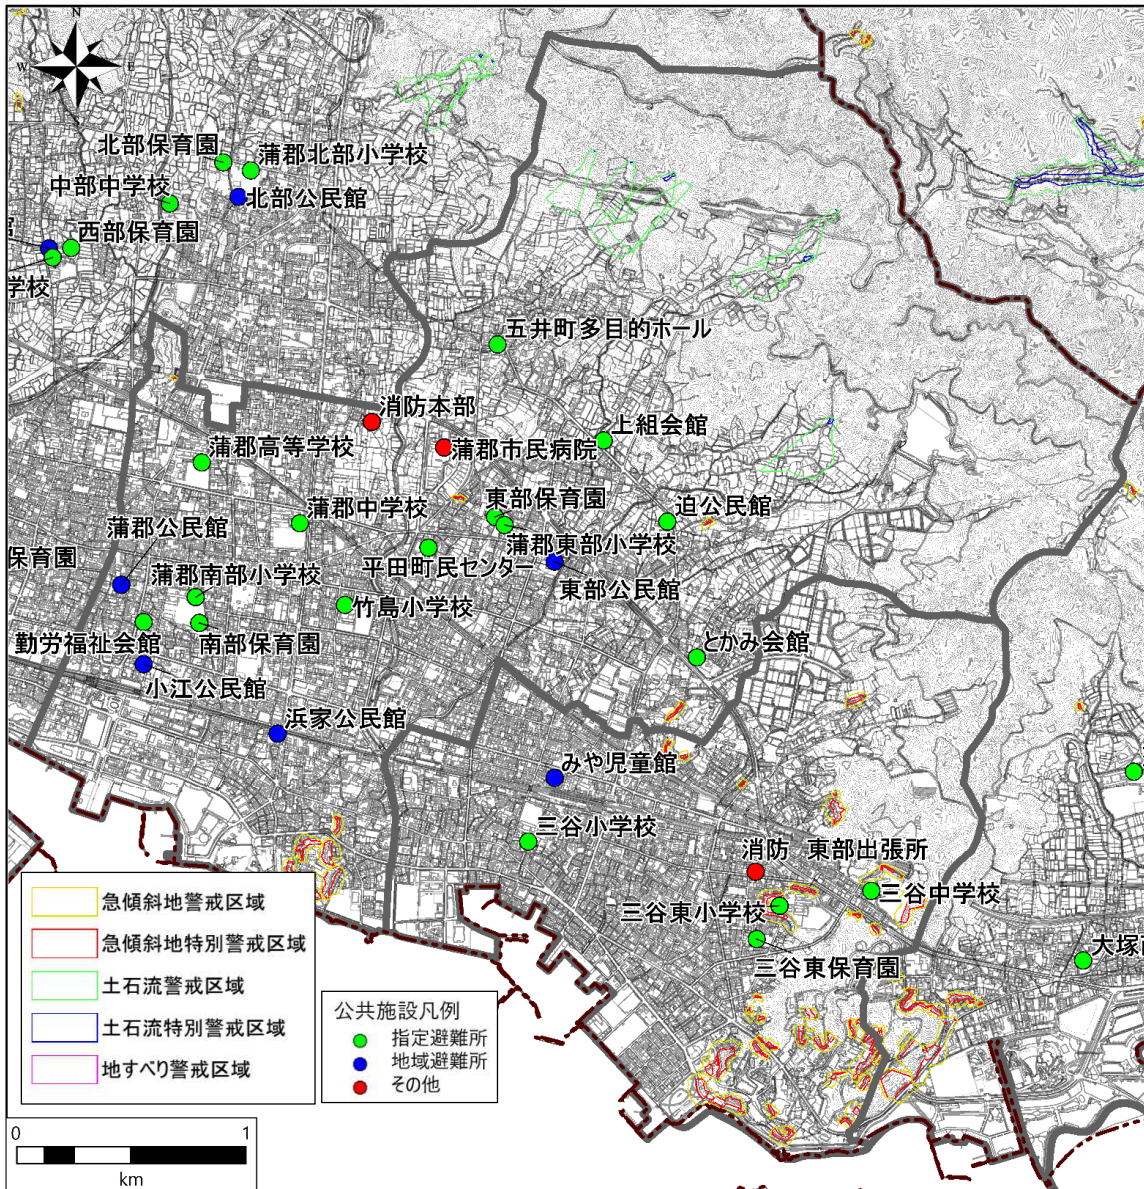 N
W
E
S
北部保育園
蒲郡北部小学校
中部中学校
北部公民館
西部保育園
館
学校
五井町多目的ホール
消防本部
上組会館
蒲郡高等学校
蒲郡市民病院
東部保育園
迫公民館
蒲郡中学校
蒲郡公民館
蒲郡東部小学校
保育園
平田町民センター
蒲郡南部小学校
東部公民館
竹島小学校
勤労福祉会館
南部保育園
とかみ会館
小江公民館
浜家公民館
みや児童館
三谷小学校
消防 東部出張所
三谷中学校
三谷東小学校
大塚
三谷東保育園
急傾斜地警戒区域
急傾斜地特別警戒区域
土石流警戒区域
土石流特別警戒区域
地すべり警戒区域
公共施設凡例
指定避難所
地域避難所
その他
0 1
km